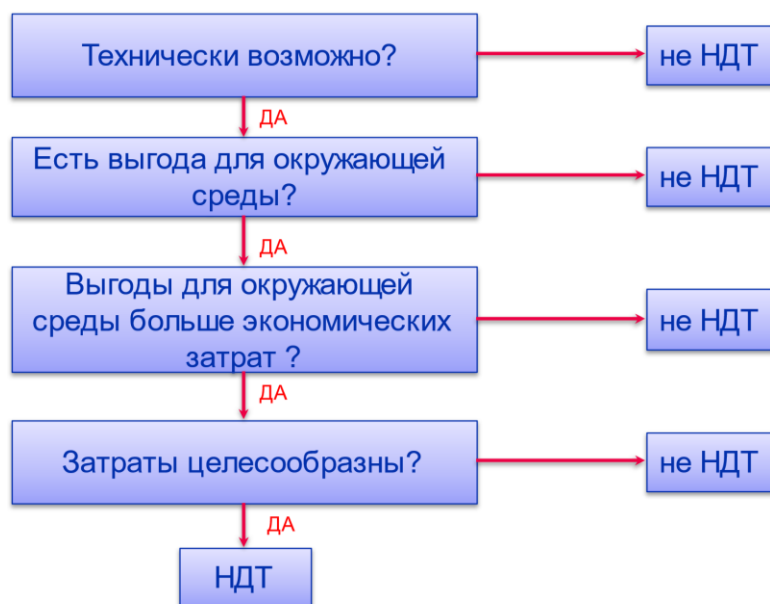 Технически возможно?
не НДТ
ДА
Есть выгода для окружающей
среды?
не НДТ
ДА
Выгоды для окружающей
среды больше экономических
затрат ?
не НДТ
ДА
Затраты целесообразны?
не НДТ
ДА
НДТ